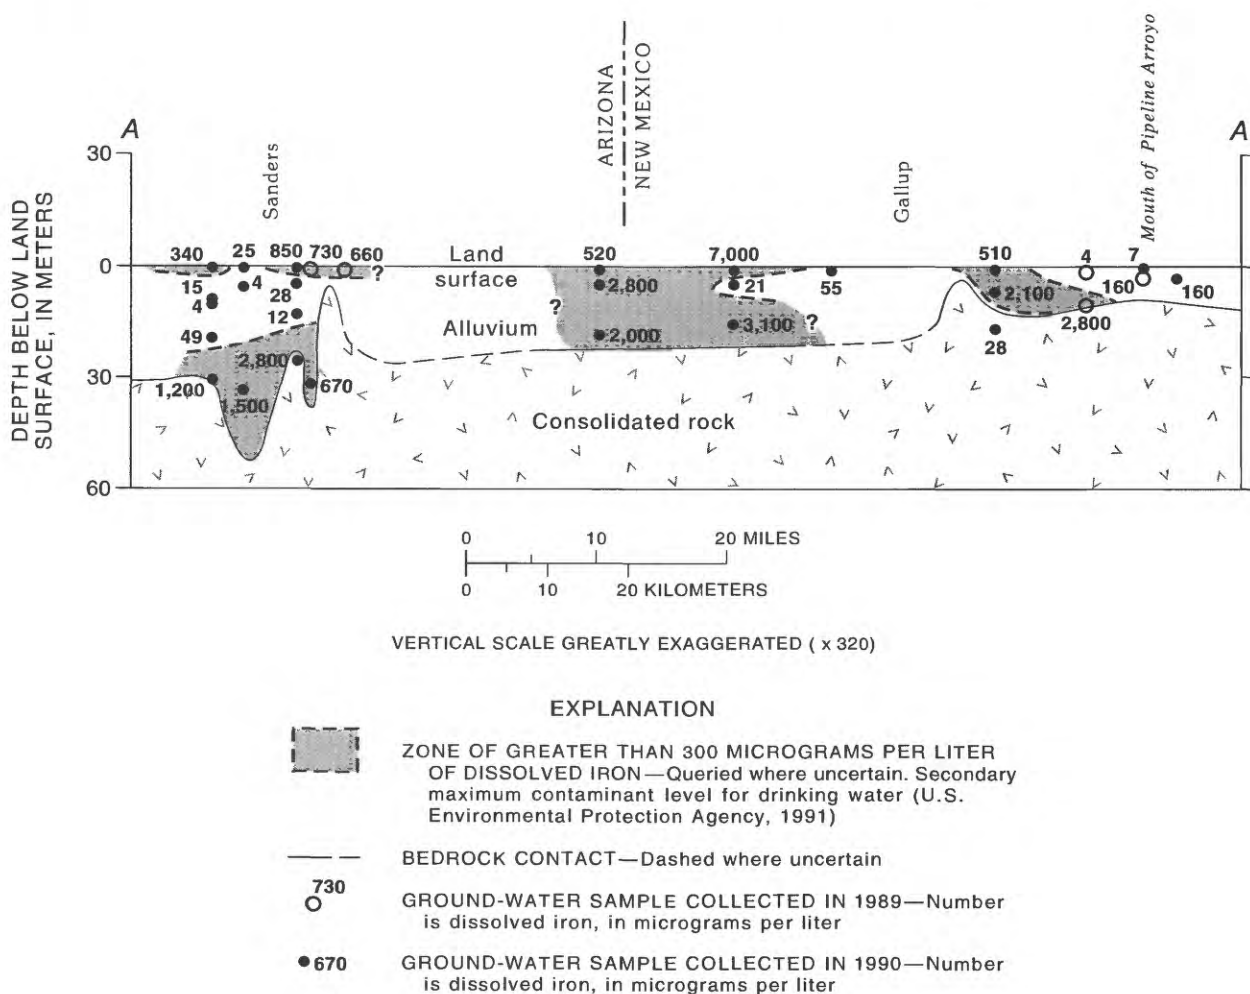 A
A
ARIZONA
NEW MEXICO
Sanders
Gallup
Mouth of Pipeline Arroyo
DEPTH BELOW LAND
SURFACE, IN METERS
30
0
30
60
340
25
850
730
660
?
Land
surface
520
7,000
510
4
7
15
4
4
28
12
49
2,800
21
55
2,100
160
160
?
Alluvium
2,000
3,100
?
2,800
28
2,800
1,200
1,500
670
Consolidated rock
0 10 20 MILES
0 10 20 KILOMETERS
VERTICAL SCALE GREATLY EXAGGERATED ( x 320)
EXPLANATION
ZONE OF GREATER THAN 300 MICROGRAMS PER LITER
OF DISSOLVED IRON—Queried where uncertain. Secondary
maximum contaminant level for drinking water (U.S.
Environmental Protection Agency, 1991)
BEDROCK CONTACT—Dashed where uncertain
730
GROUND-WATER SAMPLE COLLECTED IN 1989—Number
is dissolved iron, in micrograms per liter
670
GROUND-WATER SAMPLE COLLECTED IN 1990—Number
is dissolved iron, in micrograms per liter